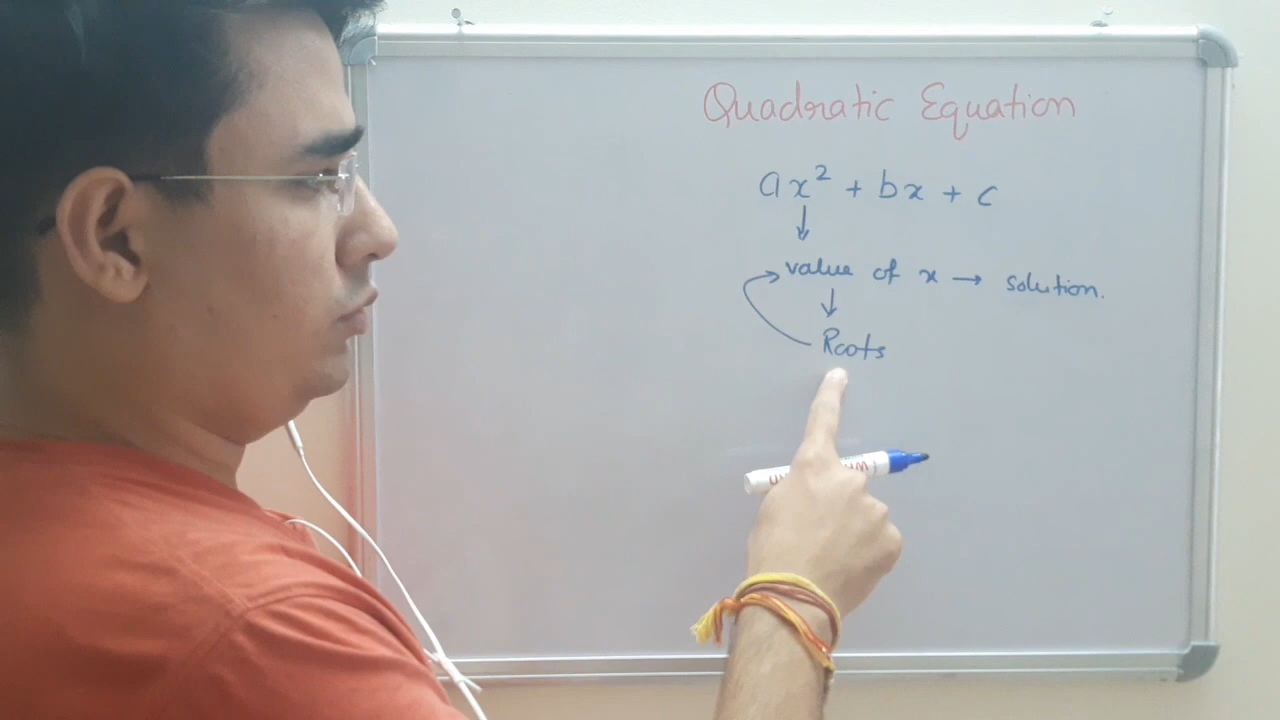 Quadratic Equation
ax² + bx + c
↓
value of x → solution.
↓
Roots